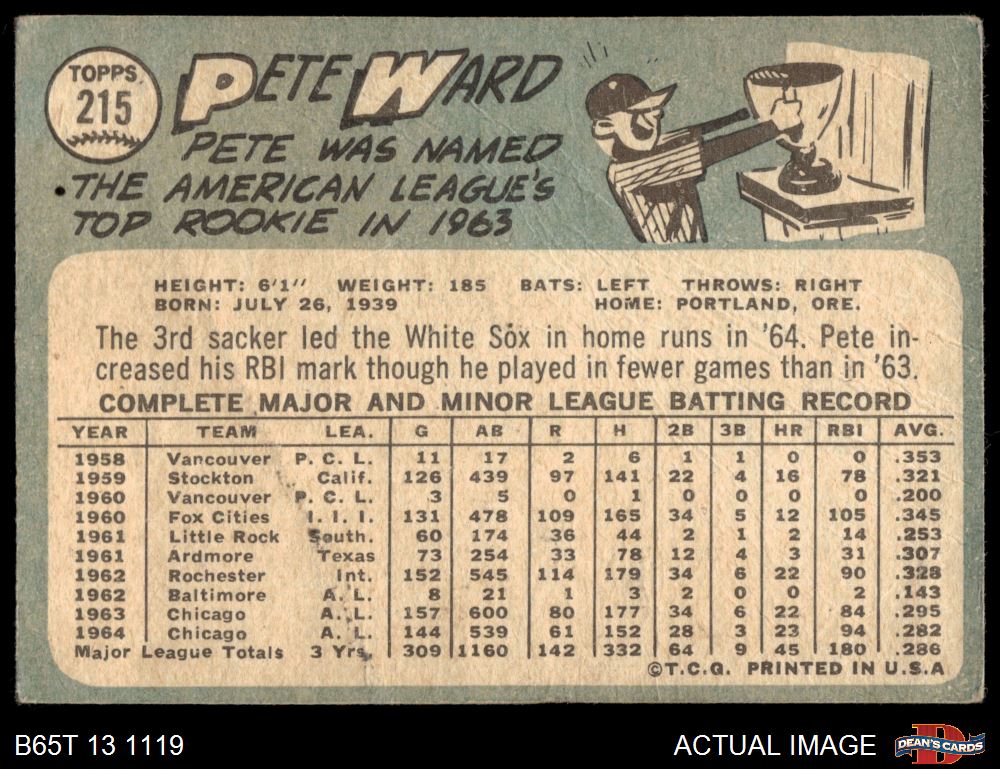 TOPPS
215
PETE WARD
PETE WAS NAMED
THE AMERICAN LEAGUE'S
TOP ROOKIE IN 1963
HEIGHT: 6'1" WEIGHT: 185 BATS: LEFT THROWS: RIGHT
BORN: JULY 26, 1939 HOME: PORTLAND, ORE.
The 3rd sacker led the White Sox in home runs in '64. Pete in-
creased his RBI mark though he played in fewer games than in '63.
COMPLETE MAJOR AND MINOR LEAGUE BATTING RECORD
YEAR TEAM LEA. G AB R H 2B 3B HR RBI AVG.
1958 Vancouver P. C. L. 11 17 2 6 1 1 0 0 .353
1959 Stockton Calif. 126 439 97 141 22 4 16 78 .321
1960 Vancouver P. C. L. 3 5 0 1 0 0 0 0 .200
1960 Fox Cities I. I. I. 131 478 109 165 34 5 12 105 .345
1961 Little Rock South. 60 174 36 44 2 1 2 14 .253
1961 Ardmore Texas 73 254 33 78 12 4 3 31 .307
1962 Rochester Int. 152 545 114 179 34 6 22 90 .328
1962 Baltimore A. L. 8 21 1 3 2 0 0 2 .143
1963 Chicago A. L. 157 600 80 177 34 6 22 84 .295
1964 Chicago A. L. 144 539 61 152 28 3 23 94 .282
Major League Totals 3 Yrs. 309 1160 142 332 64 9 45 180 .286
©T.C.G. PRINTED IN U.S.A
B65T 13 1119 ACTUAL IMAGE
D
DEAN'S CARDS